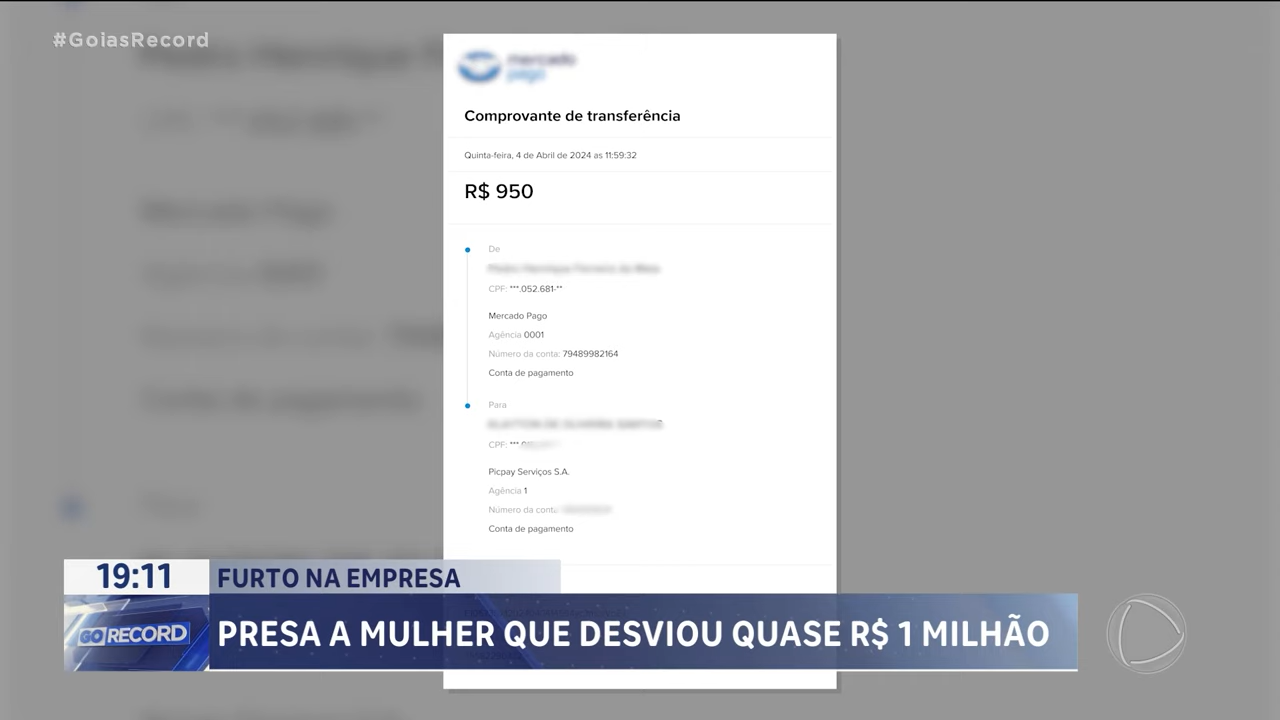 #GoiasRecord
mercado
pago
Comprovante de transferência
Quinta-feira, 4 de Abril de 2024 as 11:59:32
R$ 950
De
CPF: ***.052.681-**
Mercado Pago
Agência 0001
Número da conta: 79489982164
Conta de pagamento
Para
CPF: ***
Picpay Serviços S.A.
Agência 1
Número da conta
Conta de pagamento
19:11
FURTO NA EMPRESA
GO RECORD
PRESA A MULHER QUE DESVIOU QUASE R$ 1 MILHÃO